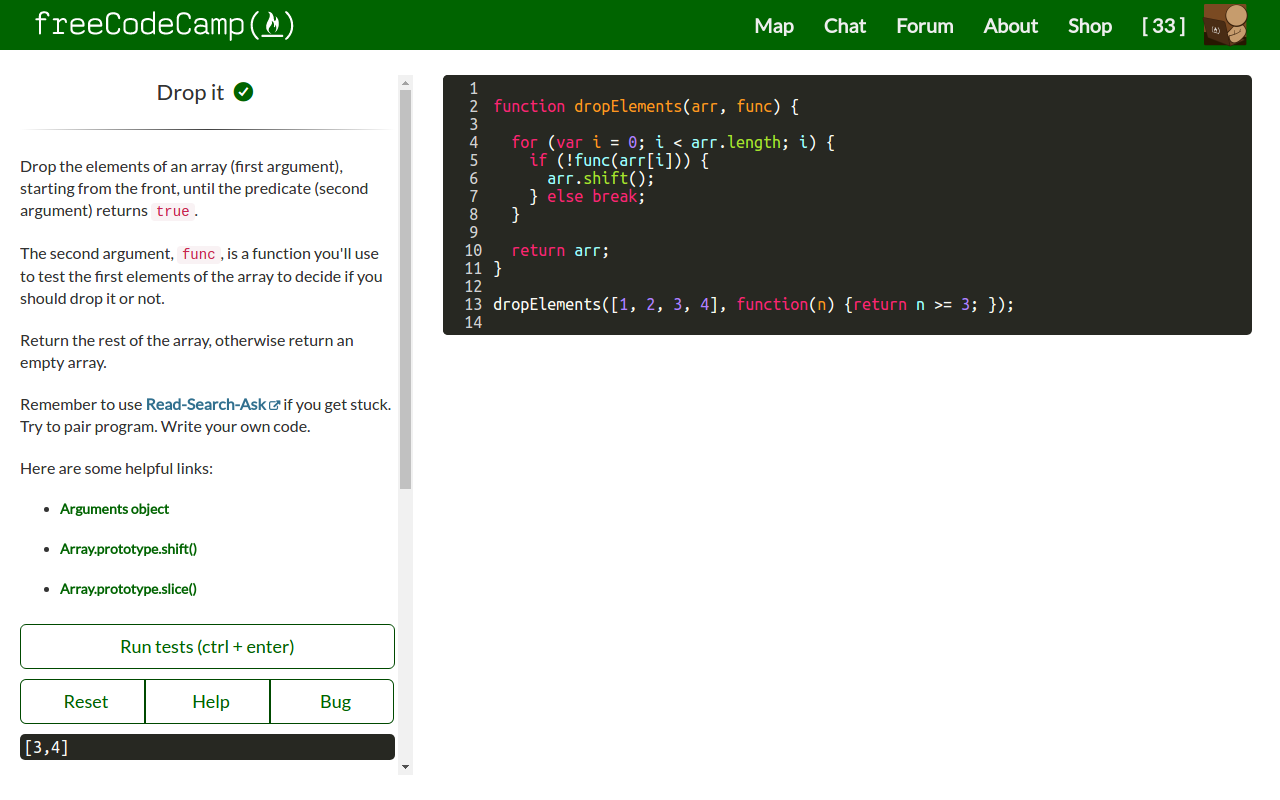 freeCodeCamp
Map Chat Forum About Shop [ 33 ]
Drop it
Drop the elements of an array (first argument),
starting from the front, until the predicate (second
argument) returns true.
The second argument, func, is a function you'll use
to test the first elements of the array to decide if you
should drop it or not.
Return the rest of the array, otherwise return an
empty array.
Remember to use Read-Search-Ask if you get stuck.
Try to pair program. Write your own code.
Here are some helpful links:
Arguments object
Array.prototype.shift()
Array.prototype.slice()
Run tests (ctrl + enter)
Reset Help Bug
[3,4]
1
2 function dropElements(arr, func) {
3
4   for (var i = 0; i < arr.length; i) {
5     if (!func(arr[i])) {
6       arr.shift();
7     } else break;
8   }
9
10   return arr;
11 }
12
13 dropElements([1, 2, 3, 4], function(n) {return n >= 3; });
14